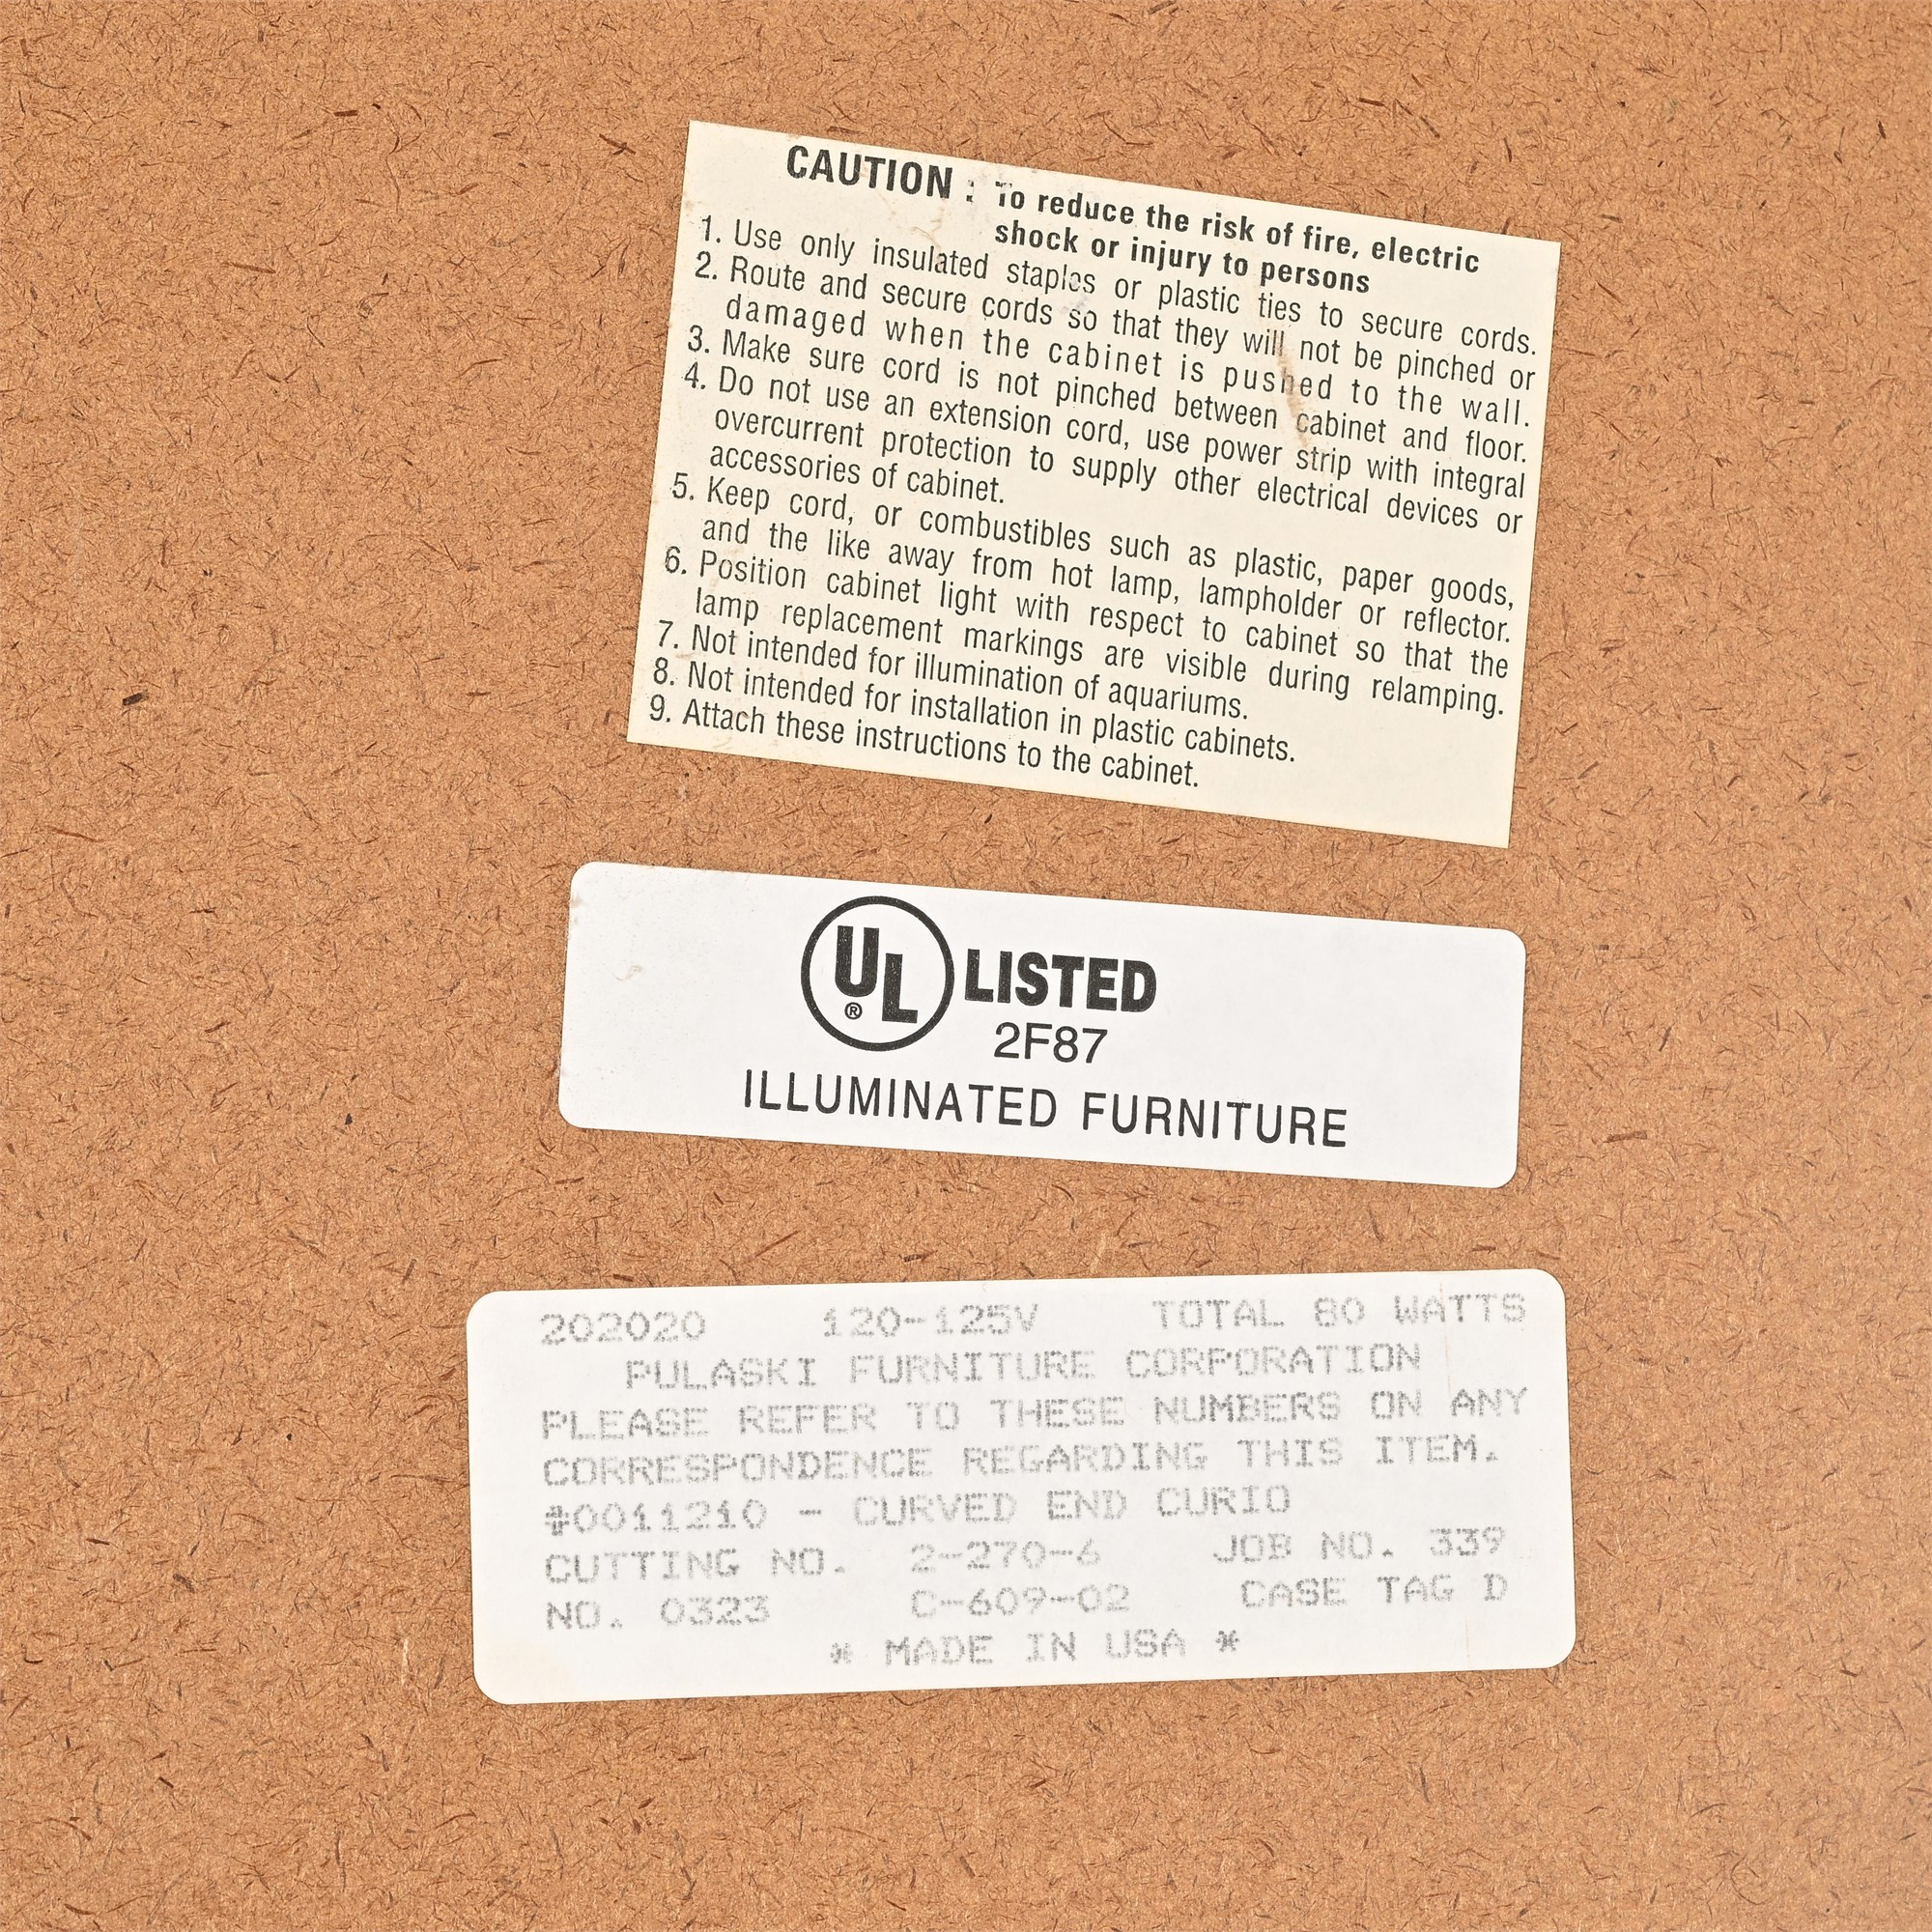 CAUTION : To reduce the risk of fire, electric
shock or injury to persons
1. Use only insulated staples or plastic ties to secure cords.
2. Route and secure cords so that they will not be pinched or
damaged when the cabinet is pushed to the wall.
3. Make sure cord is not pinched between cabinet and floor.
4. Do not use an extension cord, use power strip with integral
overcurrent protection to supply other electrical devices or
accessories of cabinet.
5. Keep cord, or combustibles such as plastic, paper goods,
and the like away from hot lamp, lampholder or reflector.
6. Position cabinet light with respect to cabinet so that the
lamp replacement markings are visible during relamping.
7. Not intended for illumination of aquariums.
8. Not intended for installation in plastic cabinets.
9. Attach these instructions to the cabinet.
UL ® LISTED
2F87
ILLUMINATED FURNITURE
202020 120-125V TOTAL 80 WATTS
PULASKI FURNITURE CORPORATION
PLEASE REFER TO THESE NUMBERS ON ANY
CORRESPONDENCE REGARDING THIS ITEM.
#0011210 - CURVED END CURIO
CUTTING NO. 2-270-6 JOB NO. 339
NO. 0323 C-609-02 CASE TAG D
* MADE IN USA *